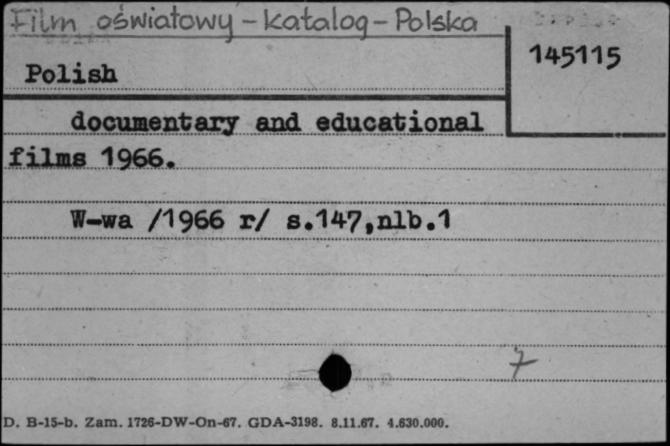 Film oświatowy - katalog - Polska
145115
Polish
documentary and educational
films 1966.
W-wa /1966 r/ s.147,nlb.1
7
D. B-15-b. Zam. 1726-DW-On-67. GDA-3198. 8.11.67. 4.630.000.